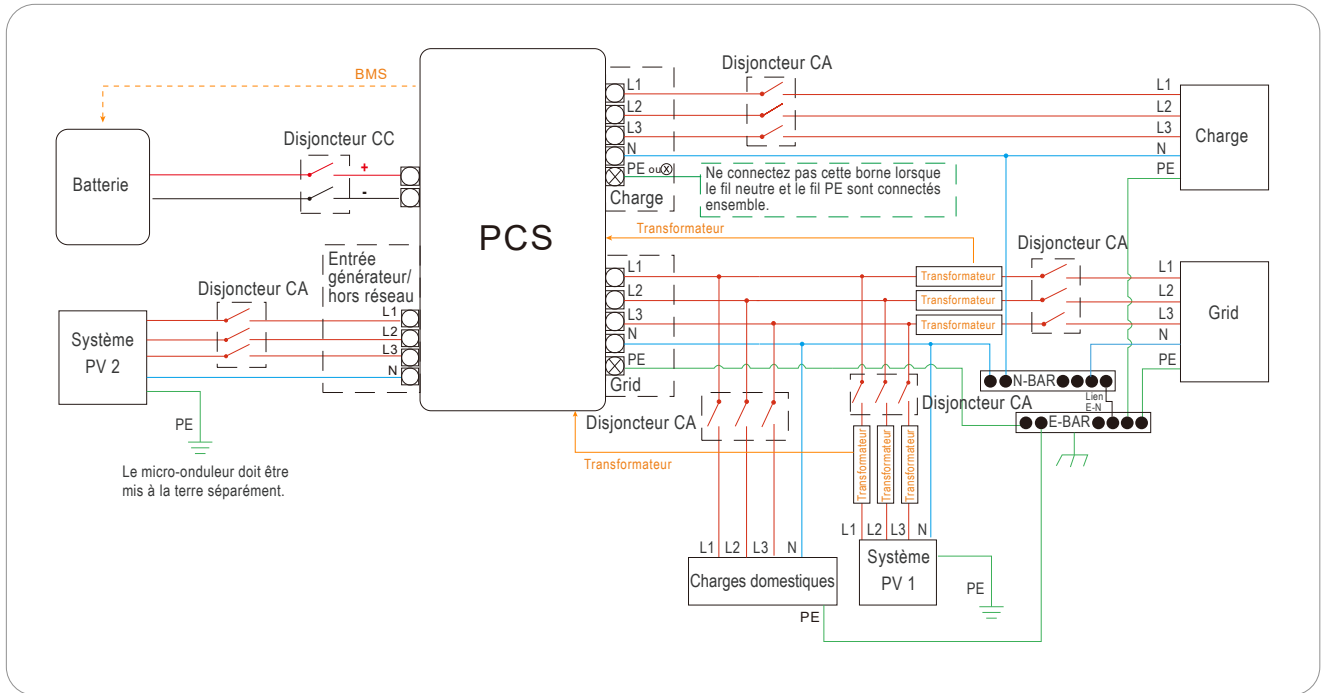 BMS
Batterie
Disjoncteur CC
+
-
PCS
L1
L2
L3
N
PE ou
Charge
Disjoncteur CA
L1
L2
L3
N
PE
Charge
Ne connectez pas cette borne lorsque
le fil neutre et le fil PE sont connectés
ensemble.
Transformateur
Système
PV 2
Disjoncteur CA
Entrée
générateur/
hors réseau
L1
L2
L3
N
PE
Le micro-onduleur doit être
mis à la terre séparément.
L1
L2
L3
N
PE
Grid
Transformateur
Transformateur
Transformateur
Disjoncteur CA
L1
L2
L3
N
PE
Grid
N-BAR
Lien
E-N
E-BAR
Disjoncteur CA
Disjoncteur CA
Transformateur
Transformateur
Transformateur
Transformateur
L1 L2 L3 N
Charges domestiques
PE
L1 L2 L3 N
Système
PV 1
PE